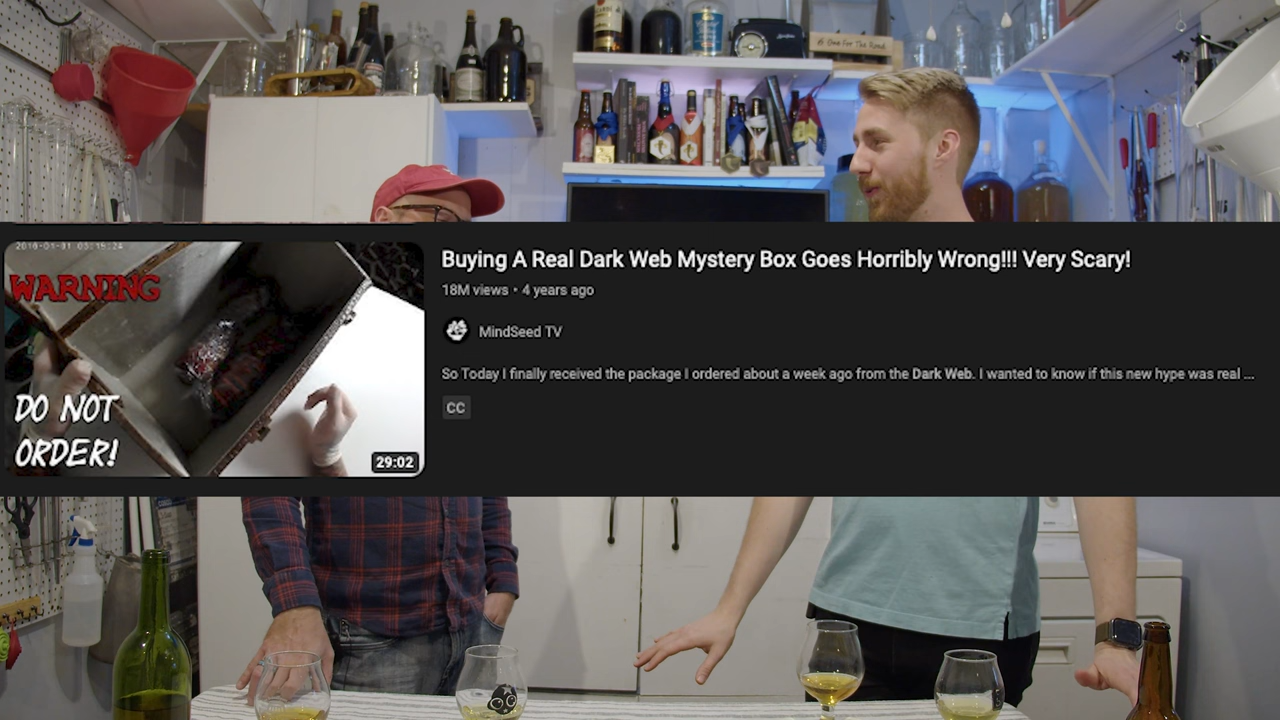 One For The Road
2010-01-01 03:15:24
WARNING
DO NOT
ORDER!
29:02
Buying A Real Dark Web Mystery Box Goes Horribly Wrong!!! Very Scary!
18M views • 4 years ago
MindSeed TV
So Today I finally received the package I ordered about a week ago from the Dark Web. I wanted to know if this new hype was real ...
CC